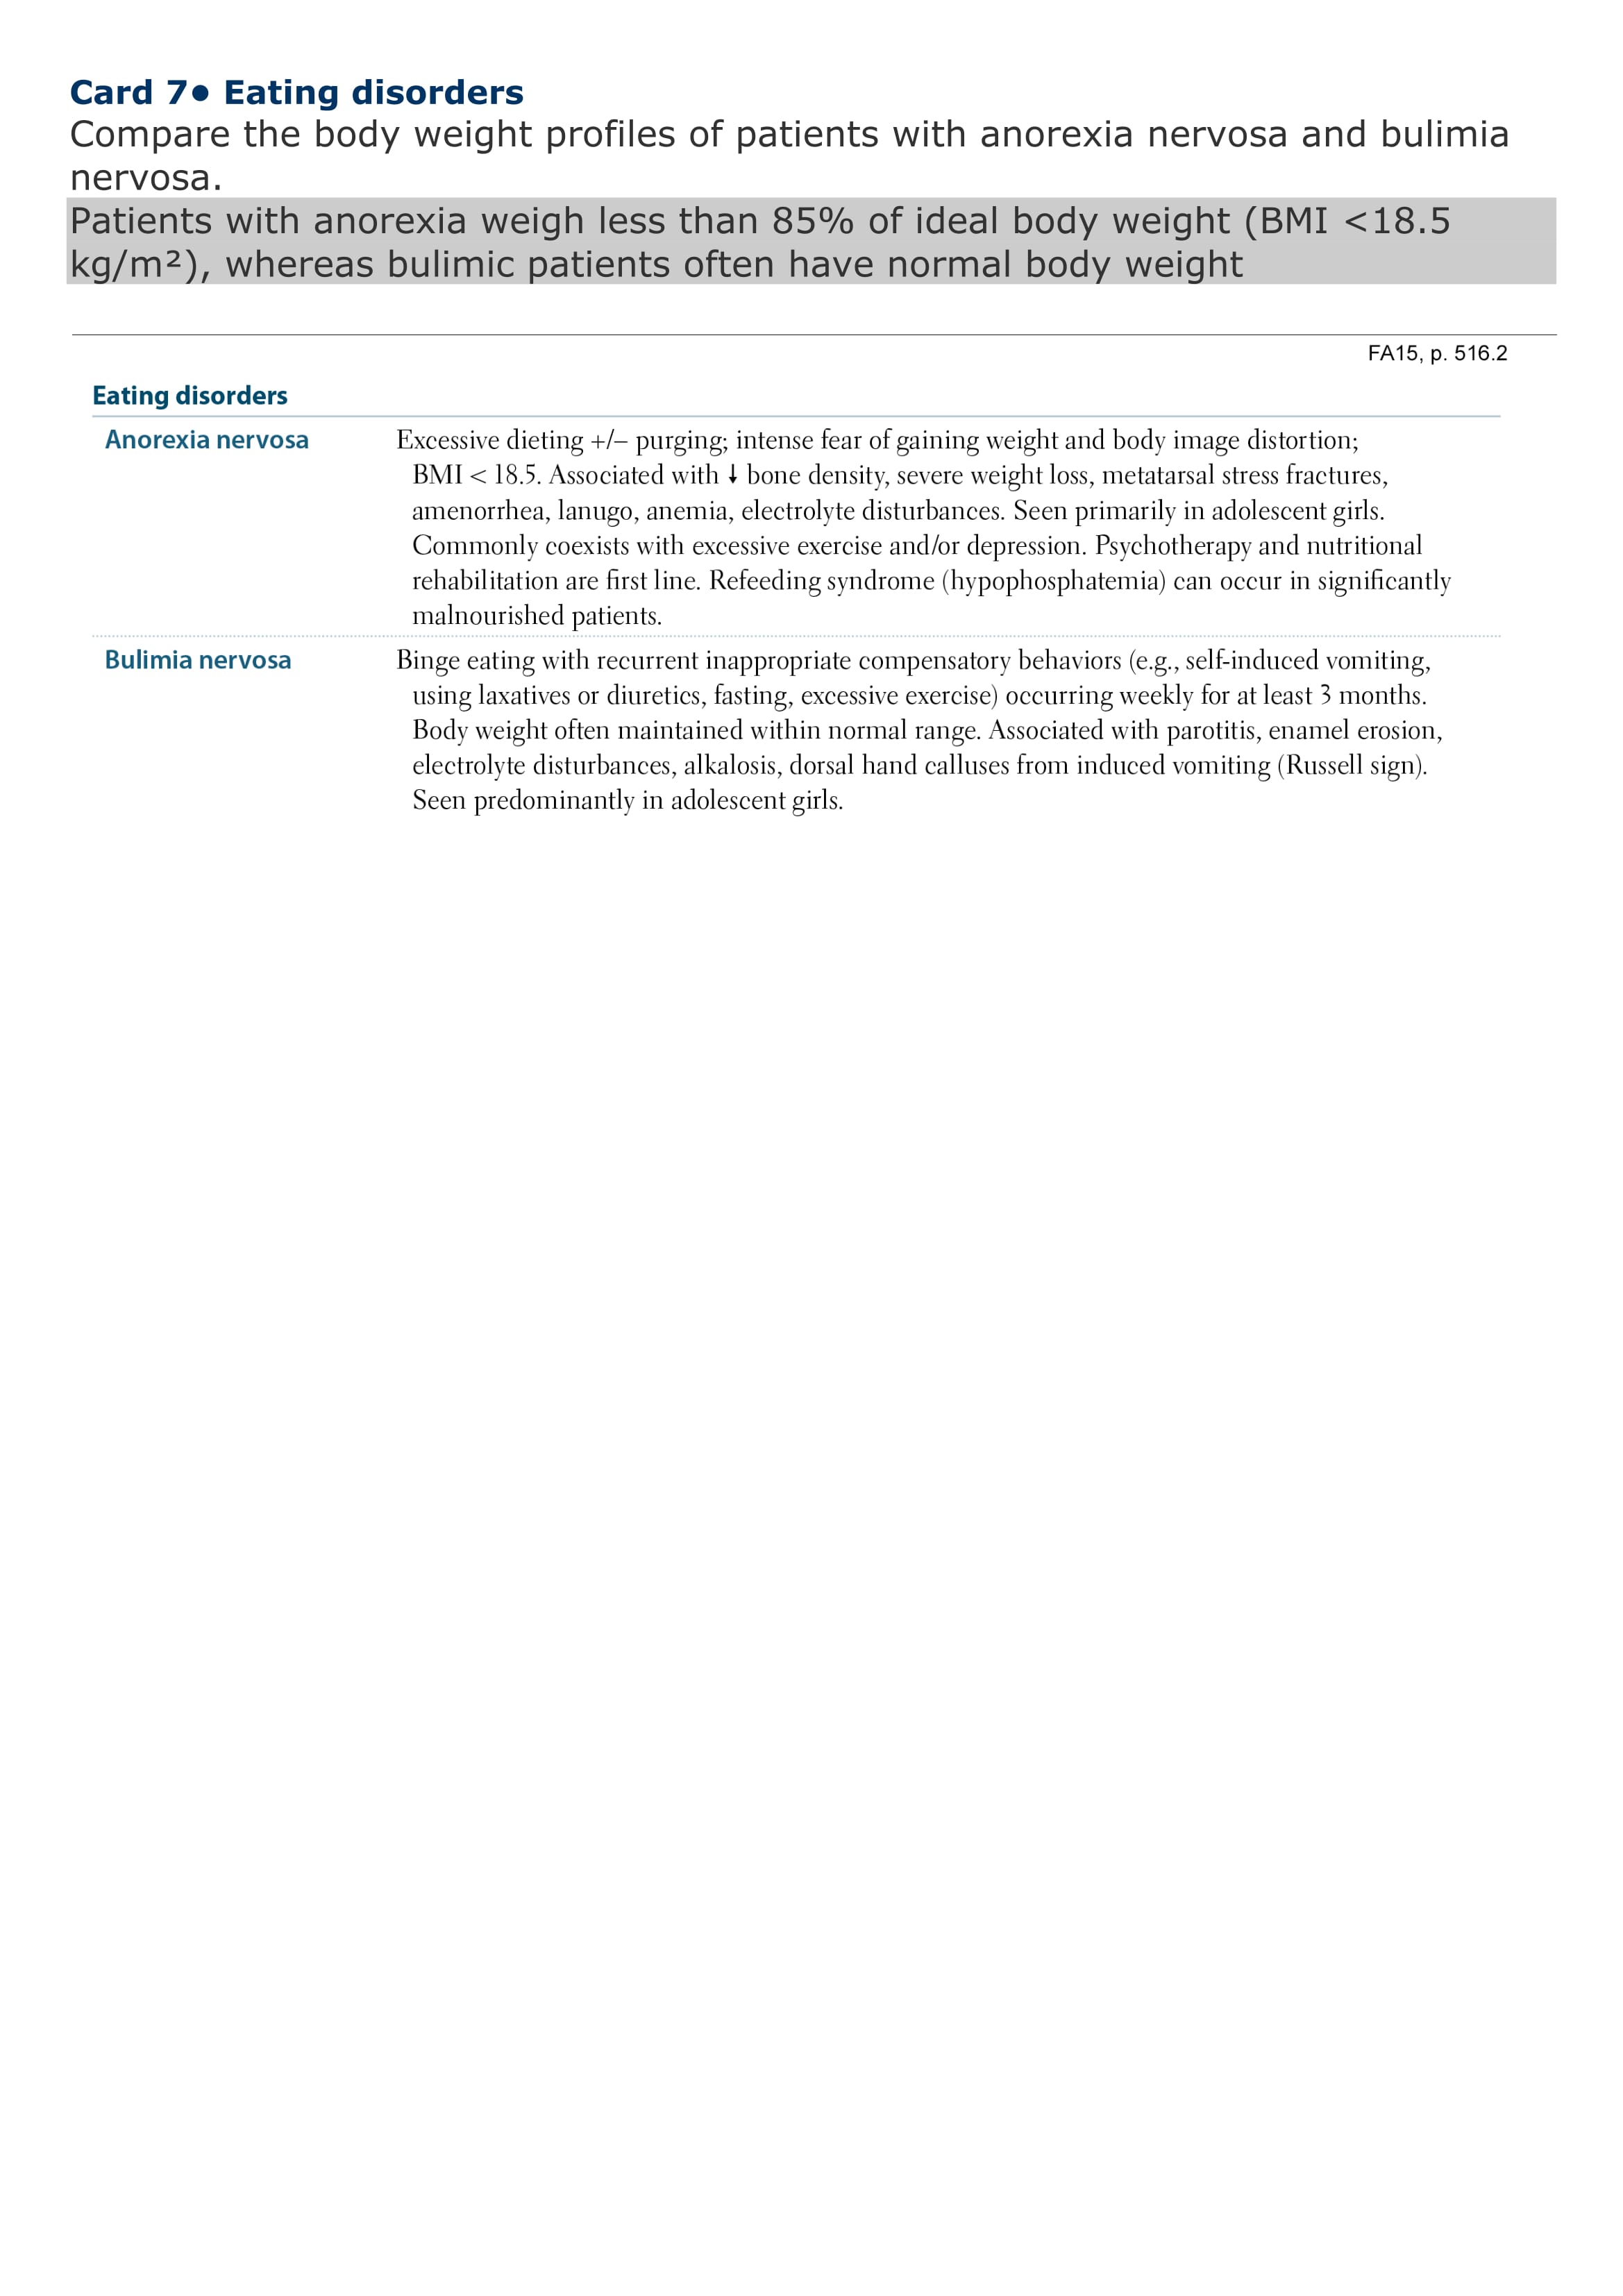 Card 7● Eating disorders
Compare the body weight profiles of patients with anorexia nervosa and bulimia
nervosa.
Patients with anorexia weigh less than 85% of ideal body weight (BMI <18.5
kg/m²), whereas bulimic patients often have normal body weight
FA15, p. 516.2
Eating disorders
Anorexia nervosa
Excessive dieting +/– purging; intense fear of gaining weight and body image distortion;
BMI < 18.5. Associated with ↓ bone density, severe weight loss, metatarsal stress fractures,
amenorrhea, lanugo, anemia, electrolyte disturbances. Seen primarily in adolescent girls.
Commonly coexists with excessive exercise and/or depression. Psychotherapy and nutritional
rehabilitation are first line. Refeeding syndrome (hypophosphatemia) can occur in significantly
malnourished patients.
Bulimia nervosa
Binge eating with recurrent inappropriate compensatory behaviors (e.g., self-induced vomiting,
using laxatives or diuretics, fasting, excessive exercise) occurring weekly for at least 3 months.
Body weight often maintained within normal range. Associated with parotitis, enamel erosion,
electrolyte disturbances, alkalosis, dorsal hand calluses from induced vomiting (Russell sign).
Seen predominantly in adolescent girls.